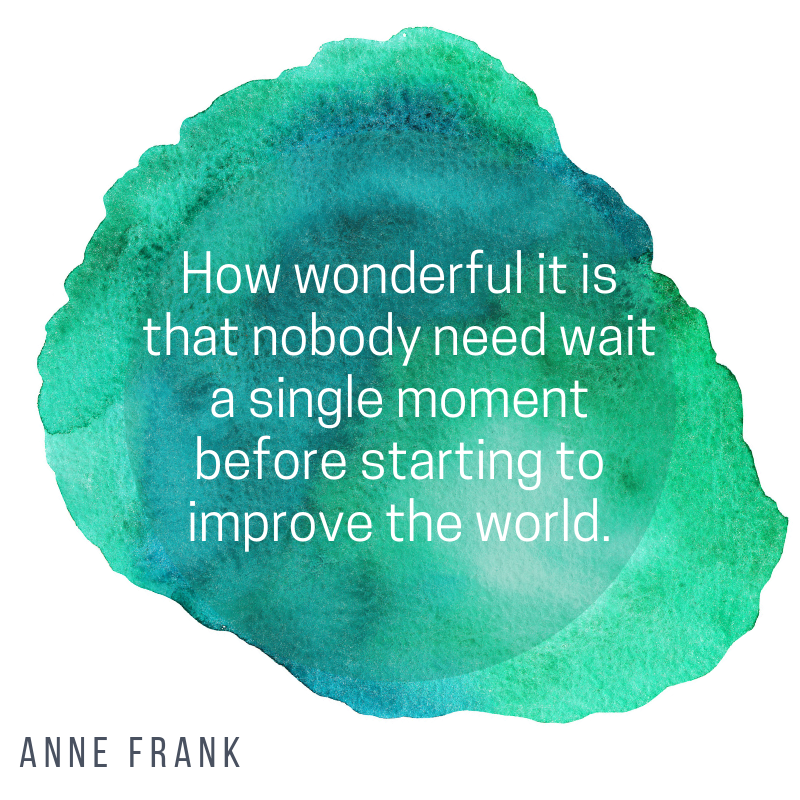 How wonderful it is
that nobody need wait
a single moment
before starting to
improve the world.
ANNE FRANK